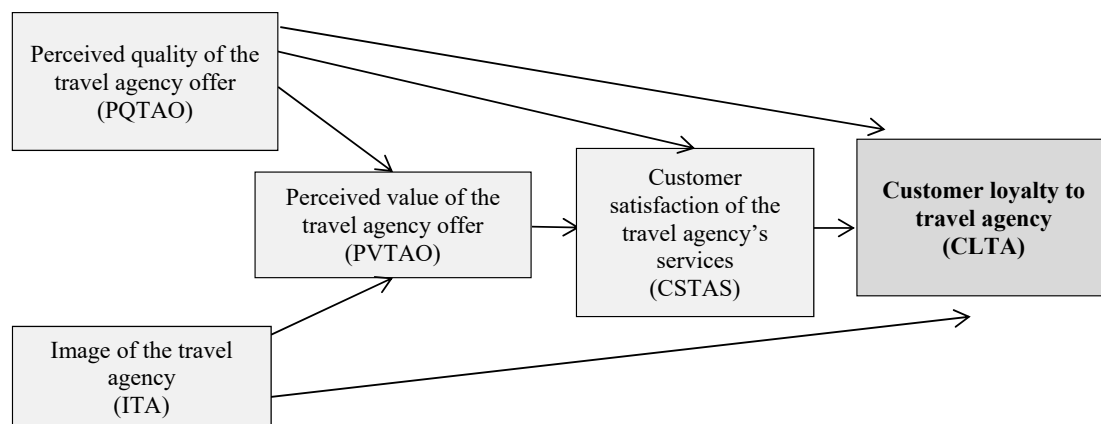 Perceived quality of the
travel agency offer
(PQTAO)
Perceived value of the
travel agency offer
(PVTAO)
Customer
satisfaction of the
travel agency’s
services
(CSTAS)
Customer loyalty to
travel agency
(CLTA)
Image of the travel
agency
(ITA)